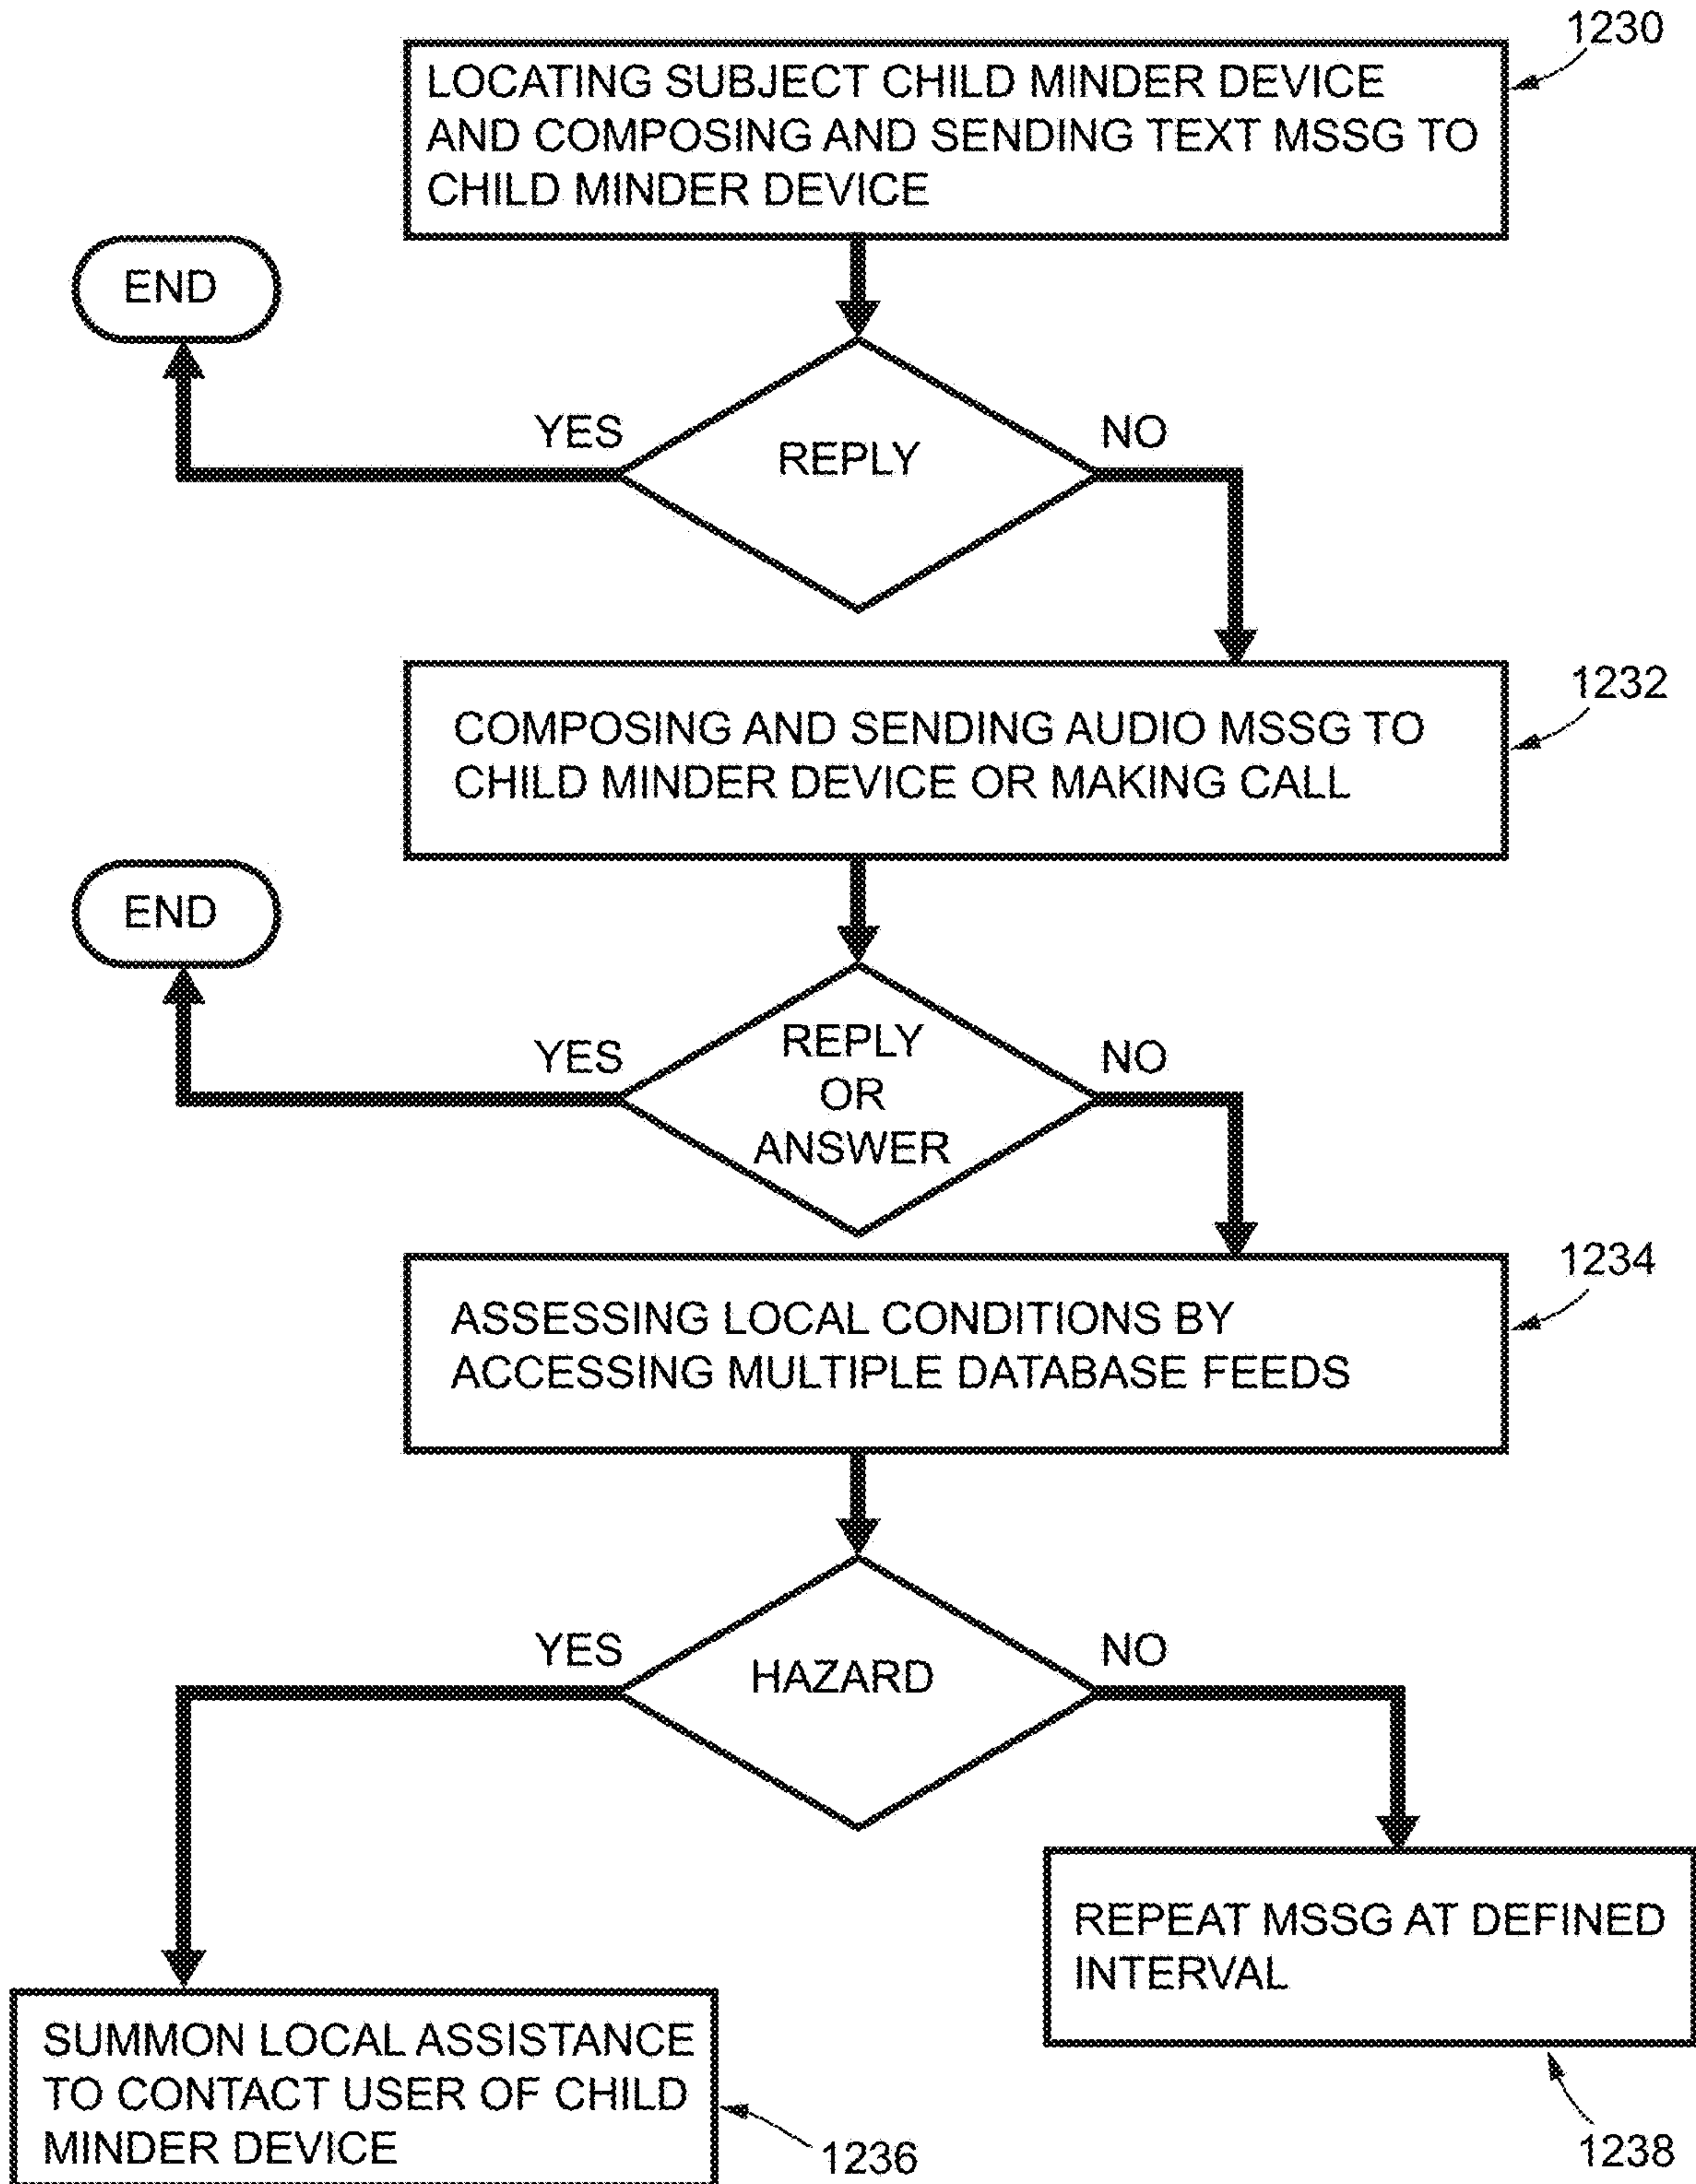 1230
LOCATING SUBJECT CHILD MINDER DEVICE
AND COMPOSING AND SENDING TEXT MSSG TO
CHILD MINDER DEVICE
END
YES
REPLY
NO
1232
COMPOSING AND SENDING AUDIO MSSG TO
CHILD MINDER DEVICE OR MAKING CALL
END
YES
REPLY
OR
ANSWER
NO
1234
ASSESSING LOCAL CONDITIONS BY
ACCESSING MULTIPLE DATABASE FEEDS
YES
HAZARD
NO
REPEAT MSSG AT DEFINED
INTERVAL
1238
SUMMON LOCAL ASSISTANCE
TO CONTACT USER OF CHILD
MINDER DEVICE
1236